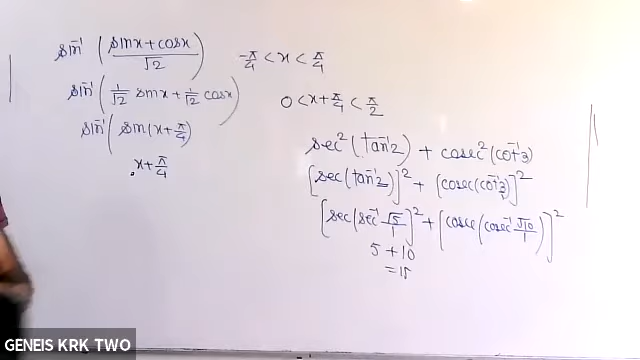 sin⁻¹ (sinx+cosx / √2)
-π/4 < x < π/4
sin⁻¹ (1/√2 sinx + 1/√2 cosx)
0 < x+π/4 < π/2
sin⁻¹ (sin(x+π/4)
x+π/4
sec² (tan⁻¹2) + cosec² (cot⁻¹3)
[sec(tan⁻¹2)]² + [cosec(cot⁻¹3)]²
[sec(sec⁻¹ √5/1]² + [cosec(cosec⁻¹ √10/1)]²
5 + 10
= 15
GENEIS KRK TWO